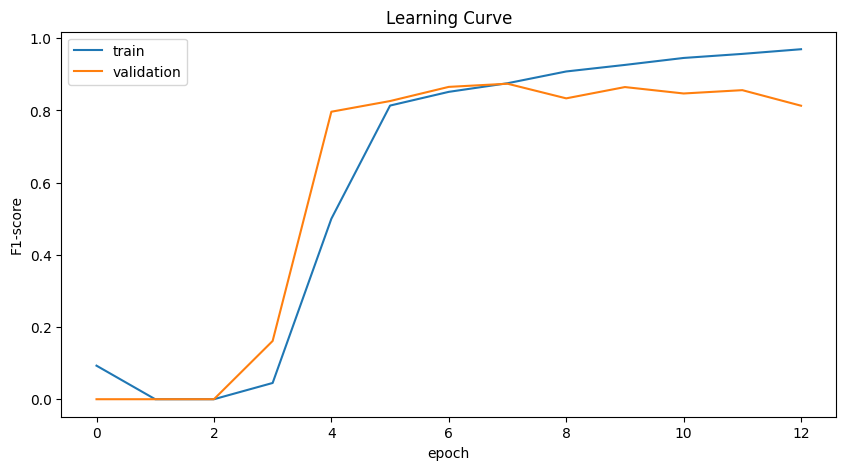 Learning Curve
train
validation
F1-score
1.0
0.8
0.6
0.4
0.2
0.0
0 2 4 6 8 10 12
epoch